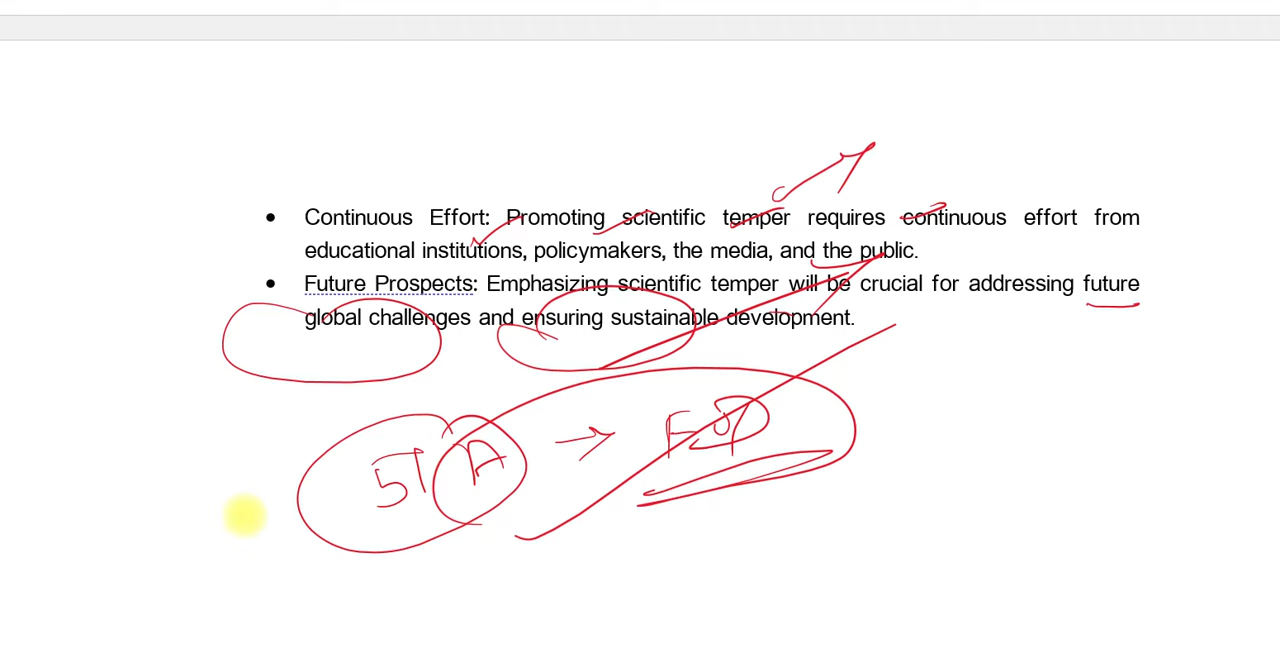 • Continuous Effort: Promoting scientific temper requires continuous effort from
educational institutions, policymakers, the media, and the public.
• Future Prospects: Emphasizing scientific temper will be crucial for addressing future
global challenges and ensuring sustainable development.
51A →